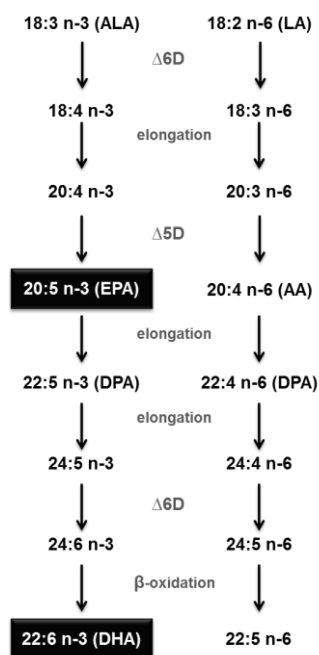 18:3 n-3 (ALA) 18:2 n-6 (LA)
Δ6D
18:4 n-3 18:3 n-6
elongation
20:4 n-3 20:3 n-6
Δ5D
20:5 n-3 (EPA) 20:4 n-6 (AA)
elongation
22:5 n-3 (DPA) 22:4 n-6 (DPA)
elongation
24:5 n-3 24:4 n-6
Δ6D
24:6 n-3 24:5 n-6
β-oxidation
22:6 n-3 (DHA) 22:5 n-6